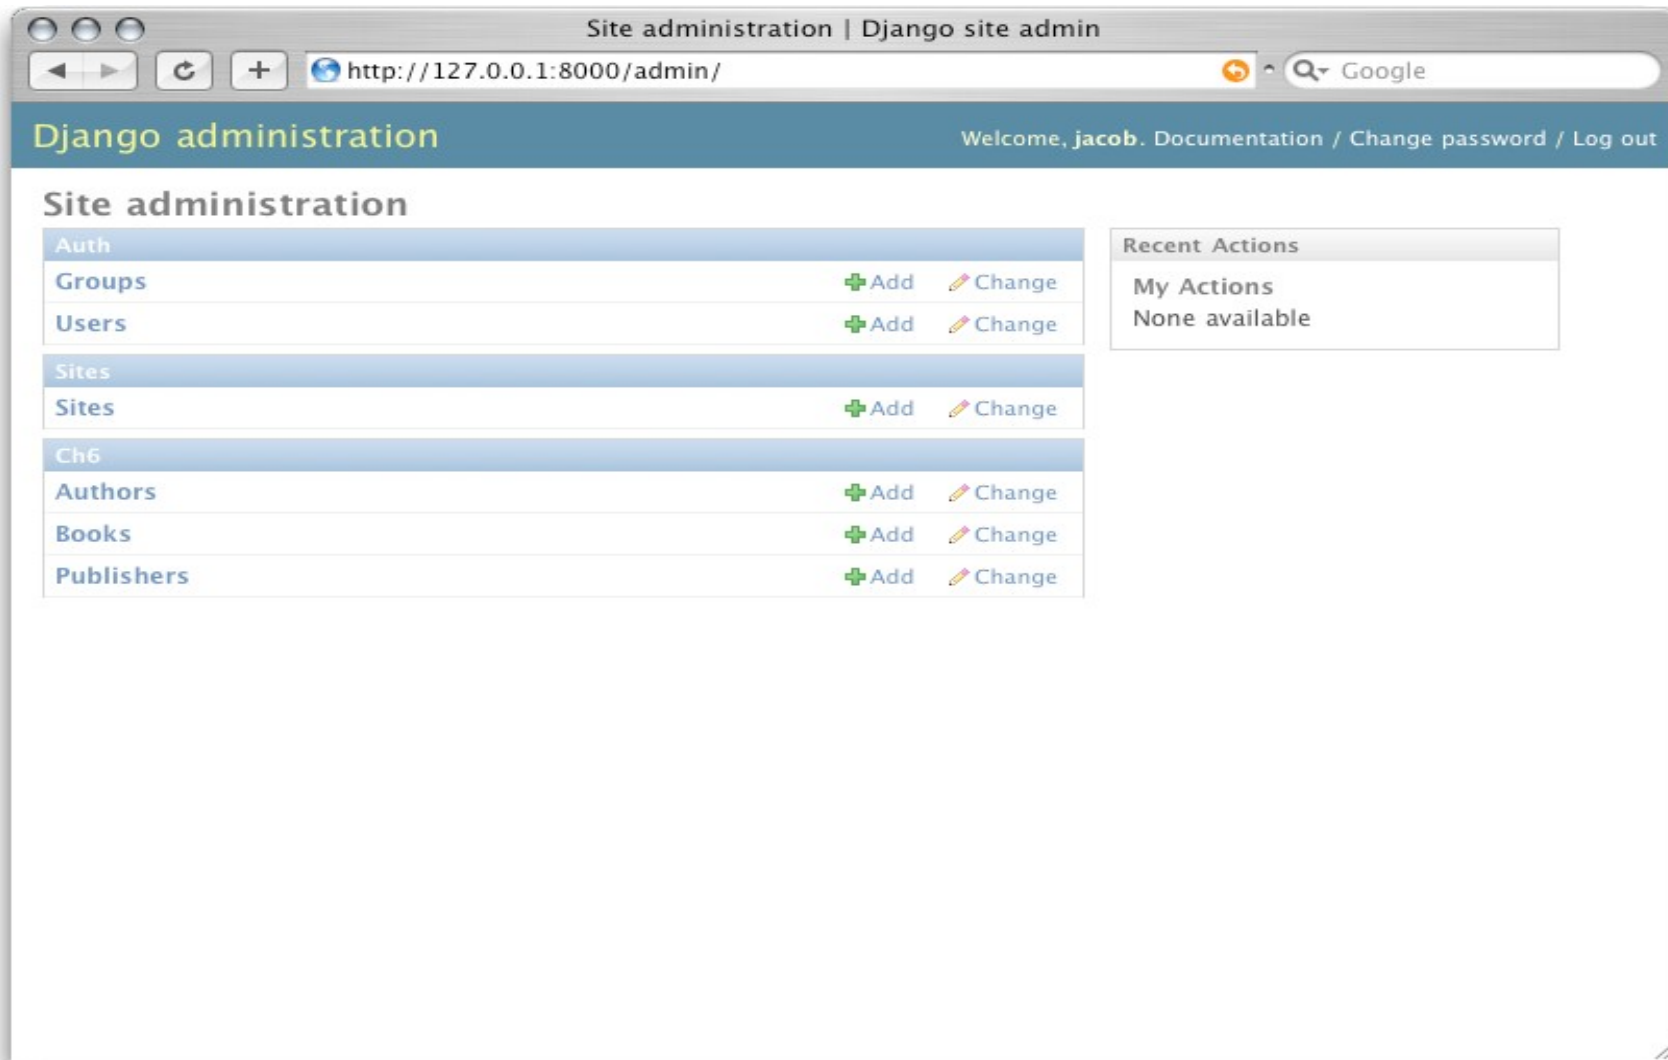 Site administration | Django site admin
http://127.0.0.1:8000/admin/
Google
Django administration
Welcome, jacob. Documentation / Change password / Log out
Site administration
Auth
Groups Add Change
Users Add Change
Sites
Sites Add Change
Ch6
Authors Add Change
Books Add Change
Publishers Add Change
Recent Actions
My Actions
None available